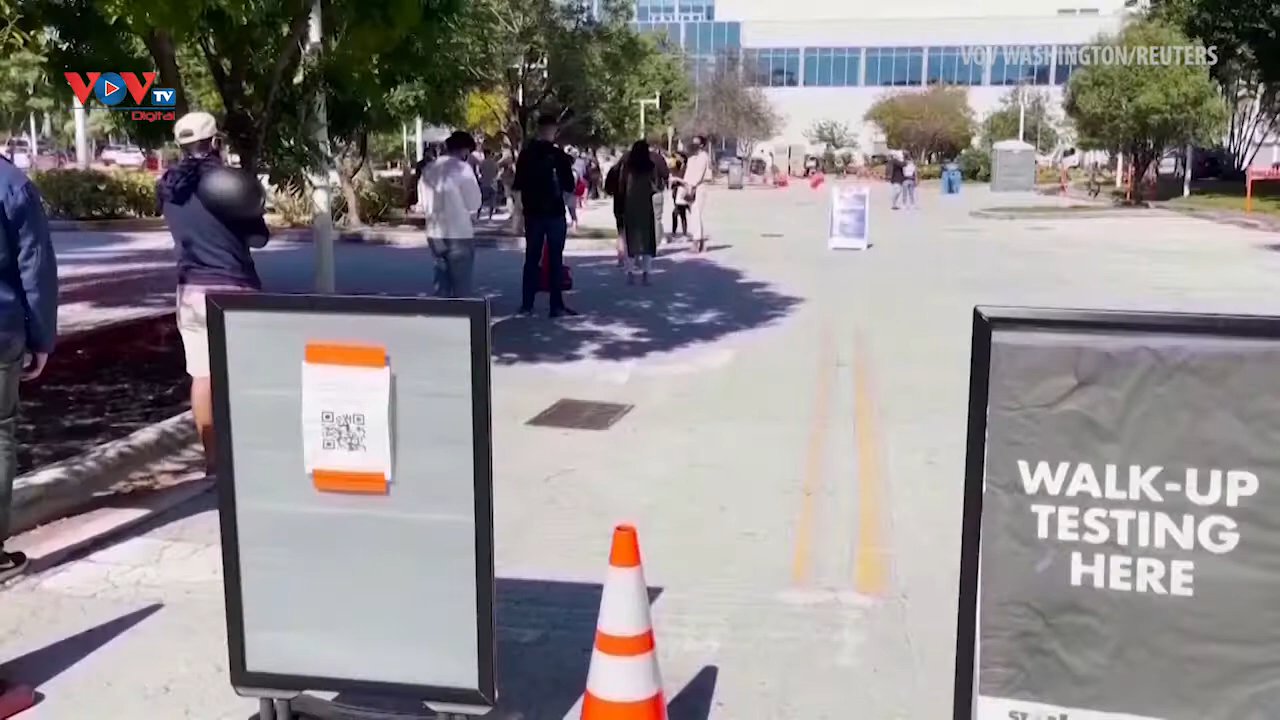 VOV TV
Digital
VOV WASHINGTON/REUTERS
WALK-UP
TESTING
HERE